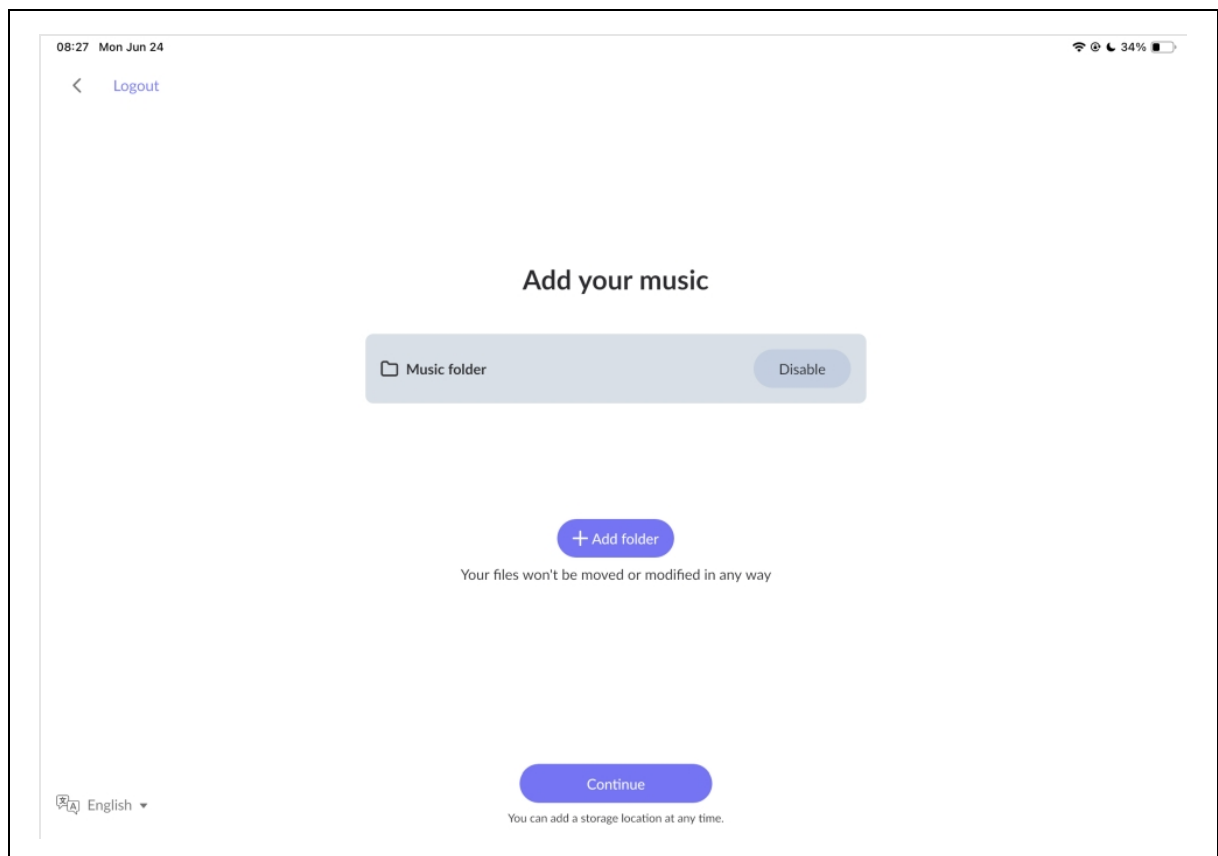 08:27 Mon Jun 24
34%
Logout
Add your music
Music folder
Disable
+ Add folder
Your files won't be moved or modified in any way
Continue
English
You can add a storage location at any time.